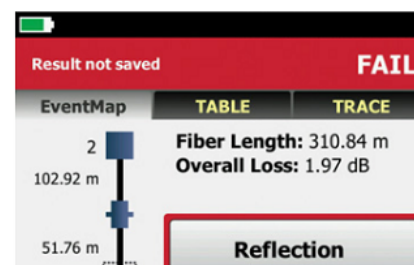 Result not saved
FAIL
EventMap
TABLE
TRACE
2
Fiber Length: 310.84 m
Overall Loss: 1.97 dB
102.92 m
51.76 m
Reflection